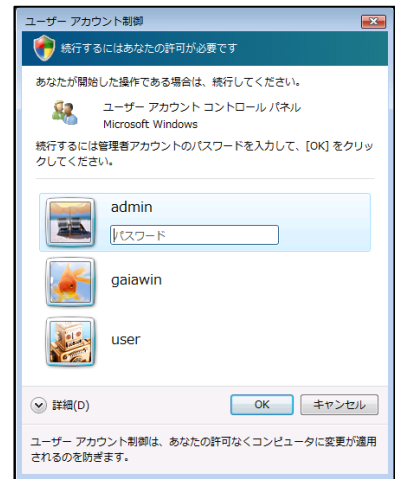 ユーザー アカウント制御
続行するにはあなたの許可が必要です
あなたが開始した操作である場合は、続行してください。
ユーザー アカウント コントロール パネル
Microsoft Windows
続行するには管理者アカウントのパスワードを入力して、[OK] をクリッ
クしてください。
admin
パスワード
gaiawin
user
詳細(D)
OK
キャンセル
ユーザー アカウント制御は、あなたの許可なくコンピュータに変更が適用
されるのを防ぎます。